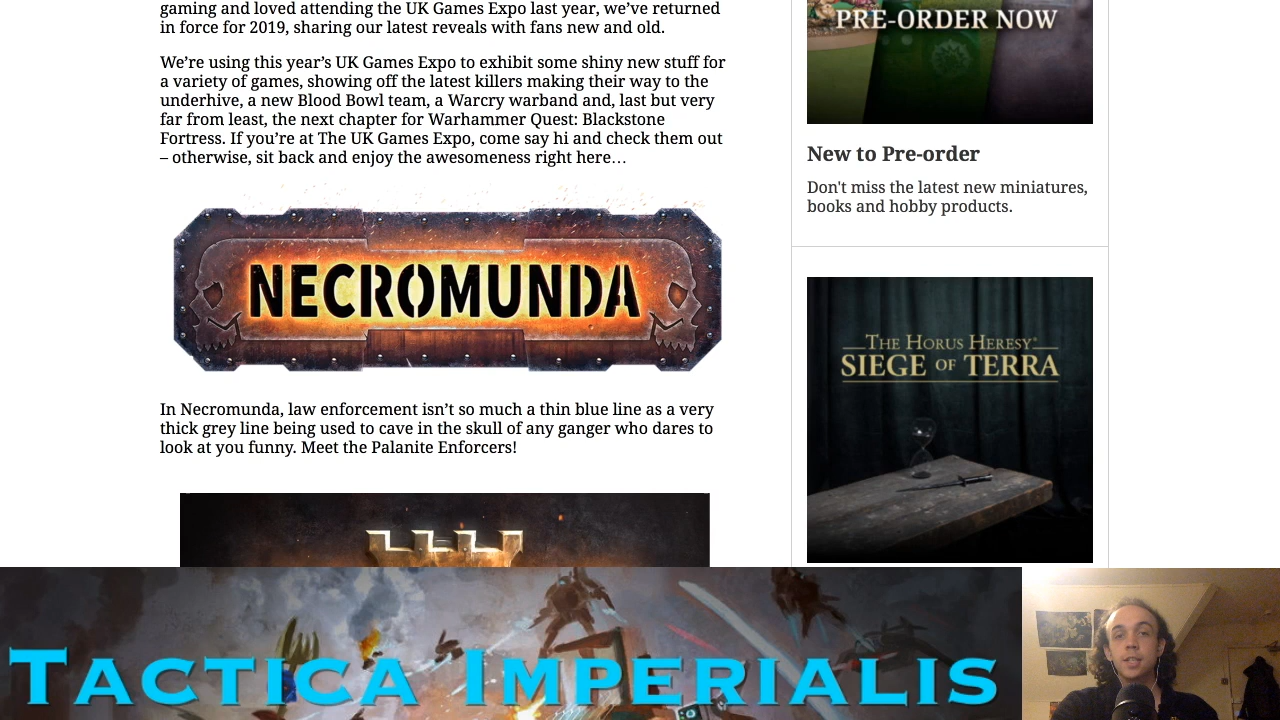 gaming and loved attending the UK Games Expo last year, we’ve returned
in force for 2019, sharing our latest reveals with fans new and old.
We’re using this year’s UK Games Expo to exhibit some shiny new stuff for
a variety of games, showing off the latest killers making their way to the
underhive, a new Blood Bowl team, a Warcry warband and, last but very
far from least, the next chapter for Warhammer Quest: Blackstone
Fortress. If you’re at The UK Games Expo, come say hi and check them out
– otherwise, sit back and enjoy the awesomeness right here…
NECROMUNDA
In Necromunda, law enforcement isn’t so much a thin blue line as a very
thick grey line being used to cave in the skull of any ganger who dares to
look at you funny. Meet the Palanite Enforcers!
PRE-ORDER NOW
New to Pre-order
Don't miss the latest new miniatures,
books and hobby products.
THE HORUS HERESY
SIEGE OF TERRA
TACTICA IMPERIALIS